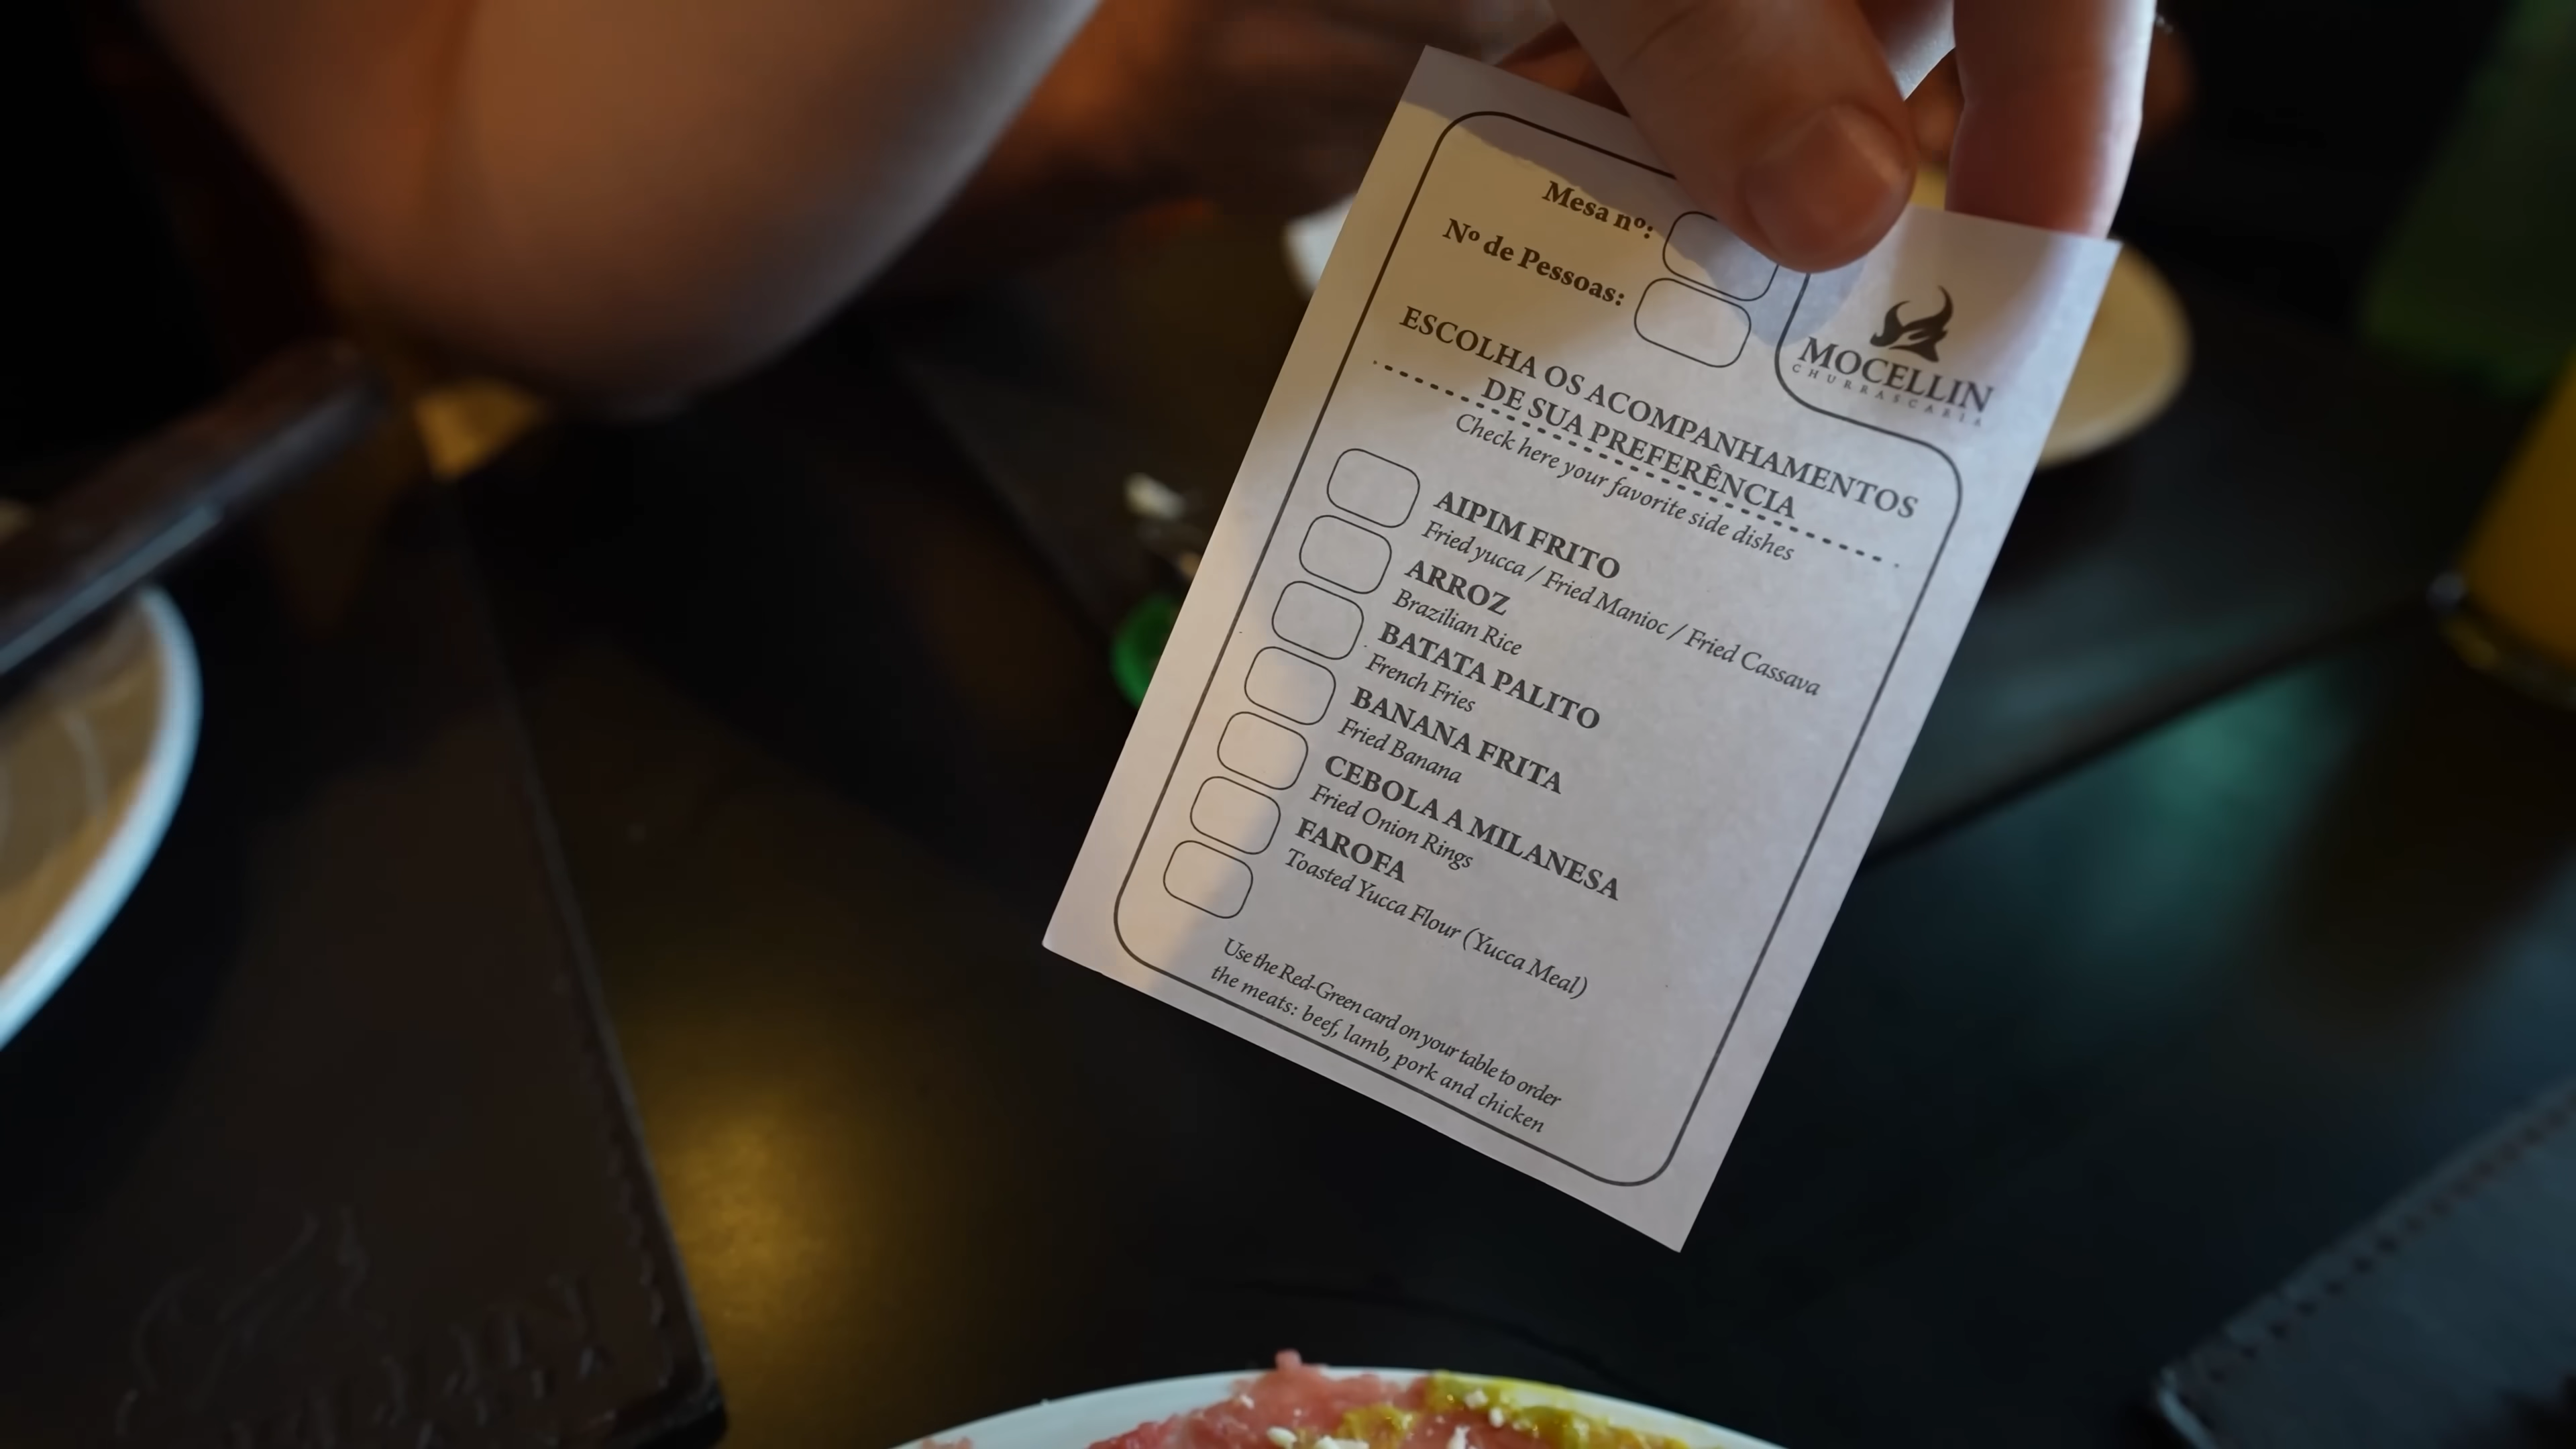 Mesa nº:
Nº de Pessoas:
MOCELLIN
CHURRASCARIA
ESCOLHA OS ACOMPANHAMENTOS
DE SUA PREFERÊNCIA
Check here your favorite side dishes
AIPIM FRITO
Fried yucca / Fried Manioc / Fried Cassava
ARROZ
Brazilian Rice
BATATA PALITO
French Fries
BANANA FRITA
Fried Banana
CEBOLA A MILANESA
Fried Onion Rings
FAROFA
Toasted Yucca Flour (Yucca Meal)
Use the Red-Green card on your table to order
the meats: beef, lamb, pork and chicken